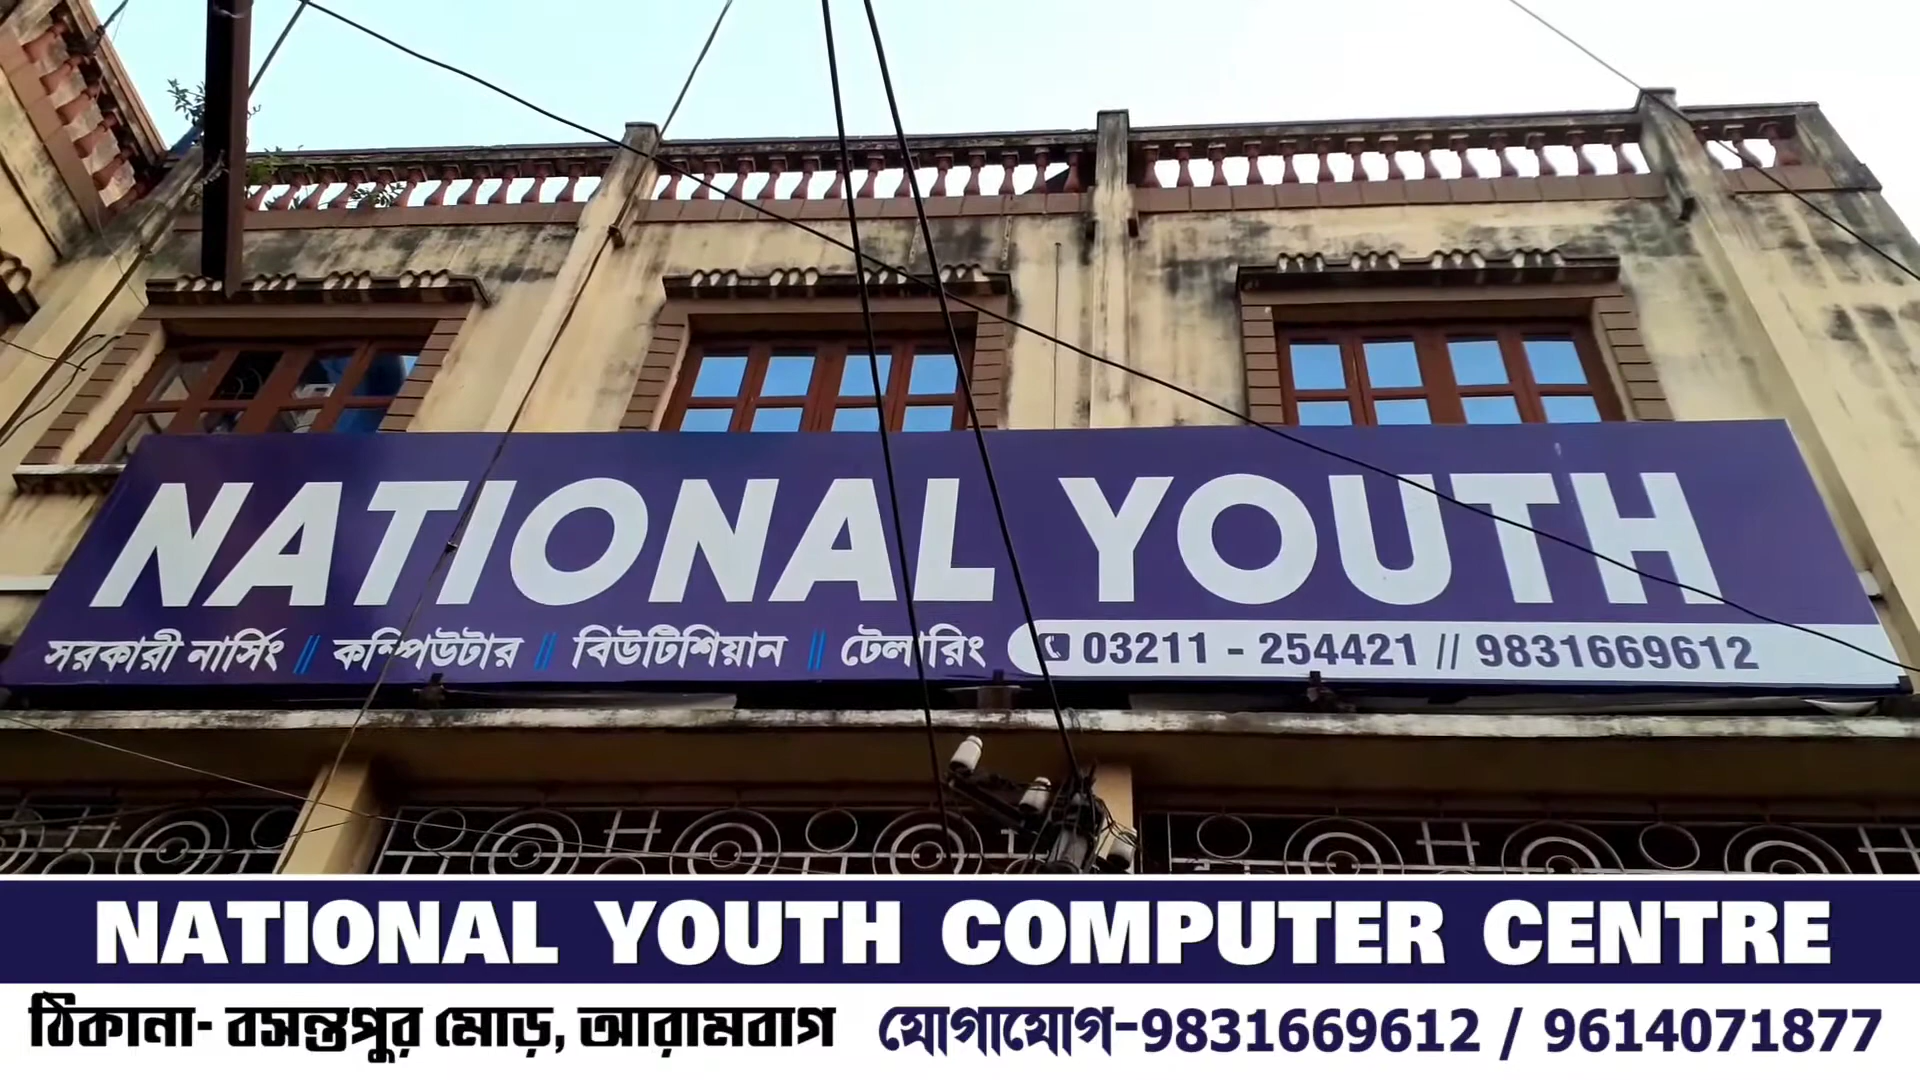 NATIONAL YOUTH
সরকারী নার্সিং // কম্পিউটার // বিউটিশিয়ান // টেলারিং 03211 - 254421 // 9831669612
NATIONAL YOUTH COMPUTER CENTRE
ঠিকানা- বসন্তপুর মোড়, আরামবাগ যোগাযোগ-9831669612 / 9614071877